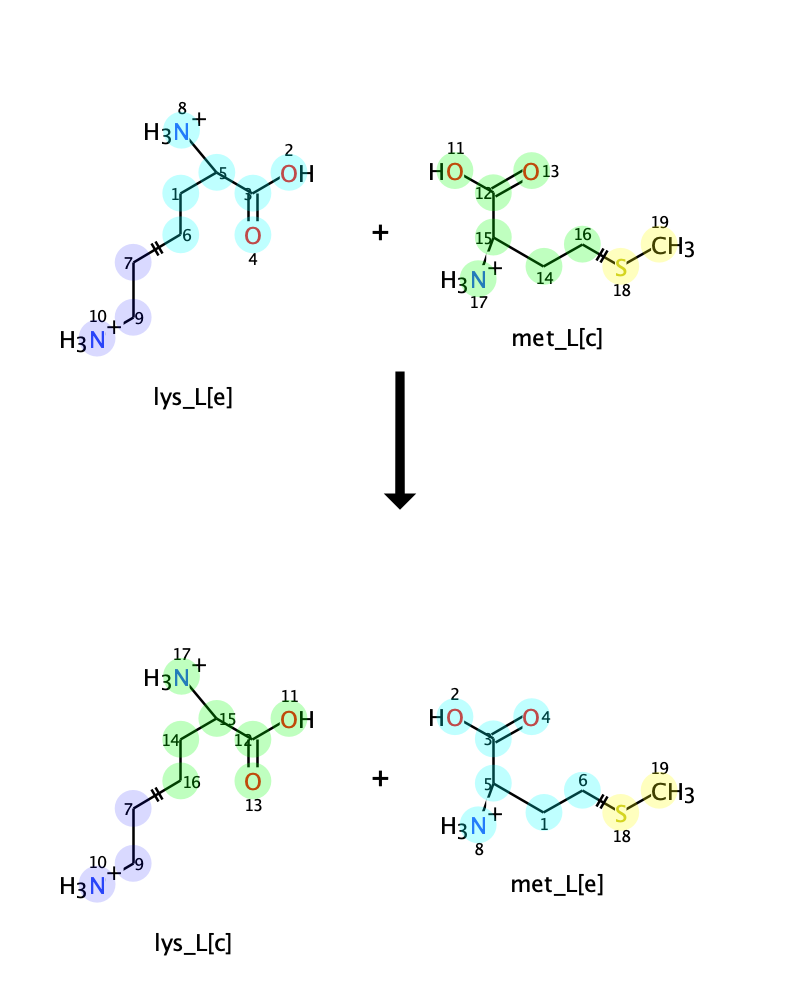 8
H3N+
2
5
OH
1
3
6
O
4
7
10
9
H3N+
lys_L[e]
+
11
HO
O 13
12
15
16
19
CH3
H3N+
14
S
17
18
met_L[c]
17
H3N+
11
15
OH
14
12
16
O
13
7
10
9
H3N+
lys_L[c]
+
2
HO
O 4
3
5
6
19
CH3
H3N+
1
S
8
18
met_L[e]